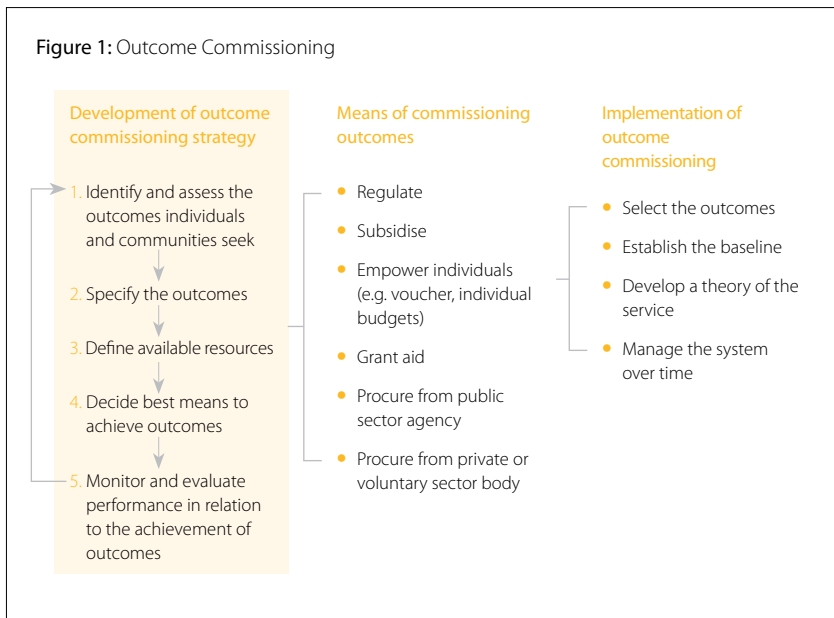 Figure 1: Outcome Commissioning
Development of outcome
commissioning strategy
1. Identify and assess the
outcomes individuals
and communities seek
2. Specify the outcomes
3. Define available resources
4. Decide best means to
achieve outcomes
5. Monitor and evaluate
performance in relation
to the achievement of
outcomes
Means of commissioning
outcomes
• Regulate
• Subsidise
• Empower individuals
(e.g. voucher, individual
budgets)
• Grant aid
• Procure from public
sector agency
• Procure from private or
voluntary sector body
Implementation of
outcome
commissioning
• Select the outcomes
• Establish the baseline
• Develop a theory of the
service
• Manage the system
over time